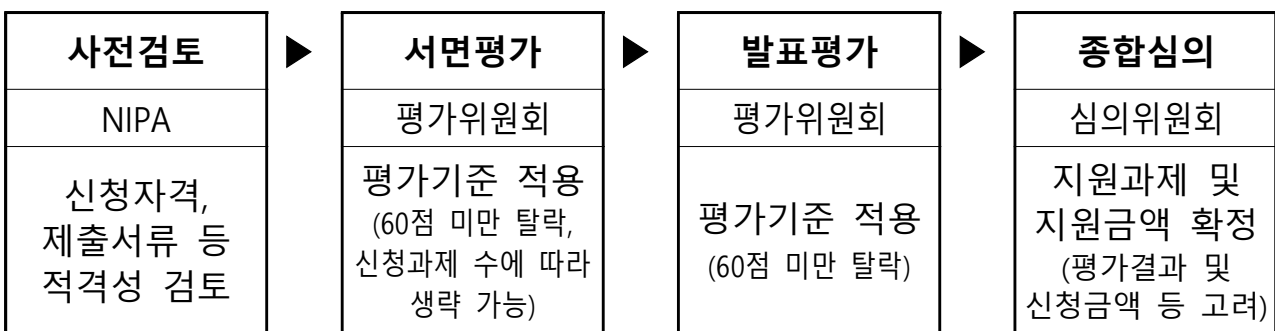 사전검토 ▶ 서면평가 ▶ 발표평가 ▶ 종합심의
NIPA 평가위원회 평가위원회 심의위원회
신청자격,
제출서류 등
적격성 검토
평가기준 적용
(60점 미만 탈락,
신청과제 수에 따라
생략 가능)
평가기준 적용
(60점 미만 탈락)
지원과제 및
지원금액 확정
(평가결과 및
신청금액 등 고려)